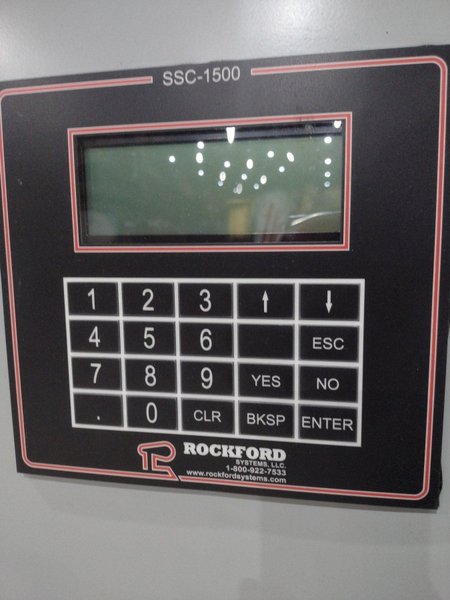 SSC-1500
1 2 3 ↑ ↓
4 5 6 ESC
7 8 9 YES NO
. 0 CLR BKSP ENTER
ROCKFORD
SYSTEMS, LLC.
1-800-922-7533
www.rockfordsystems.com